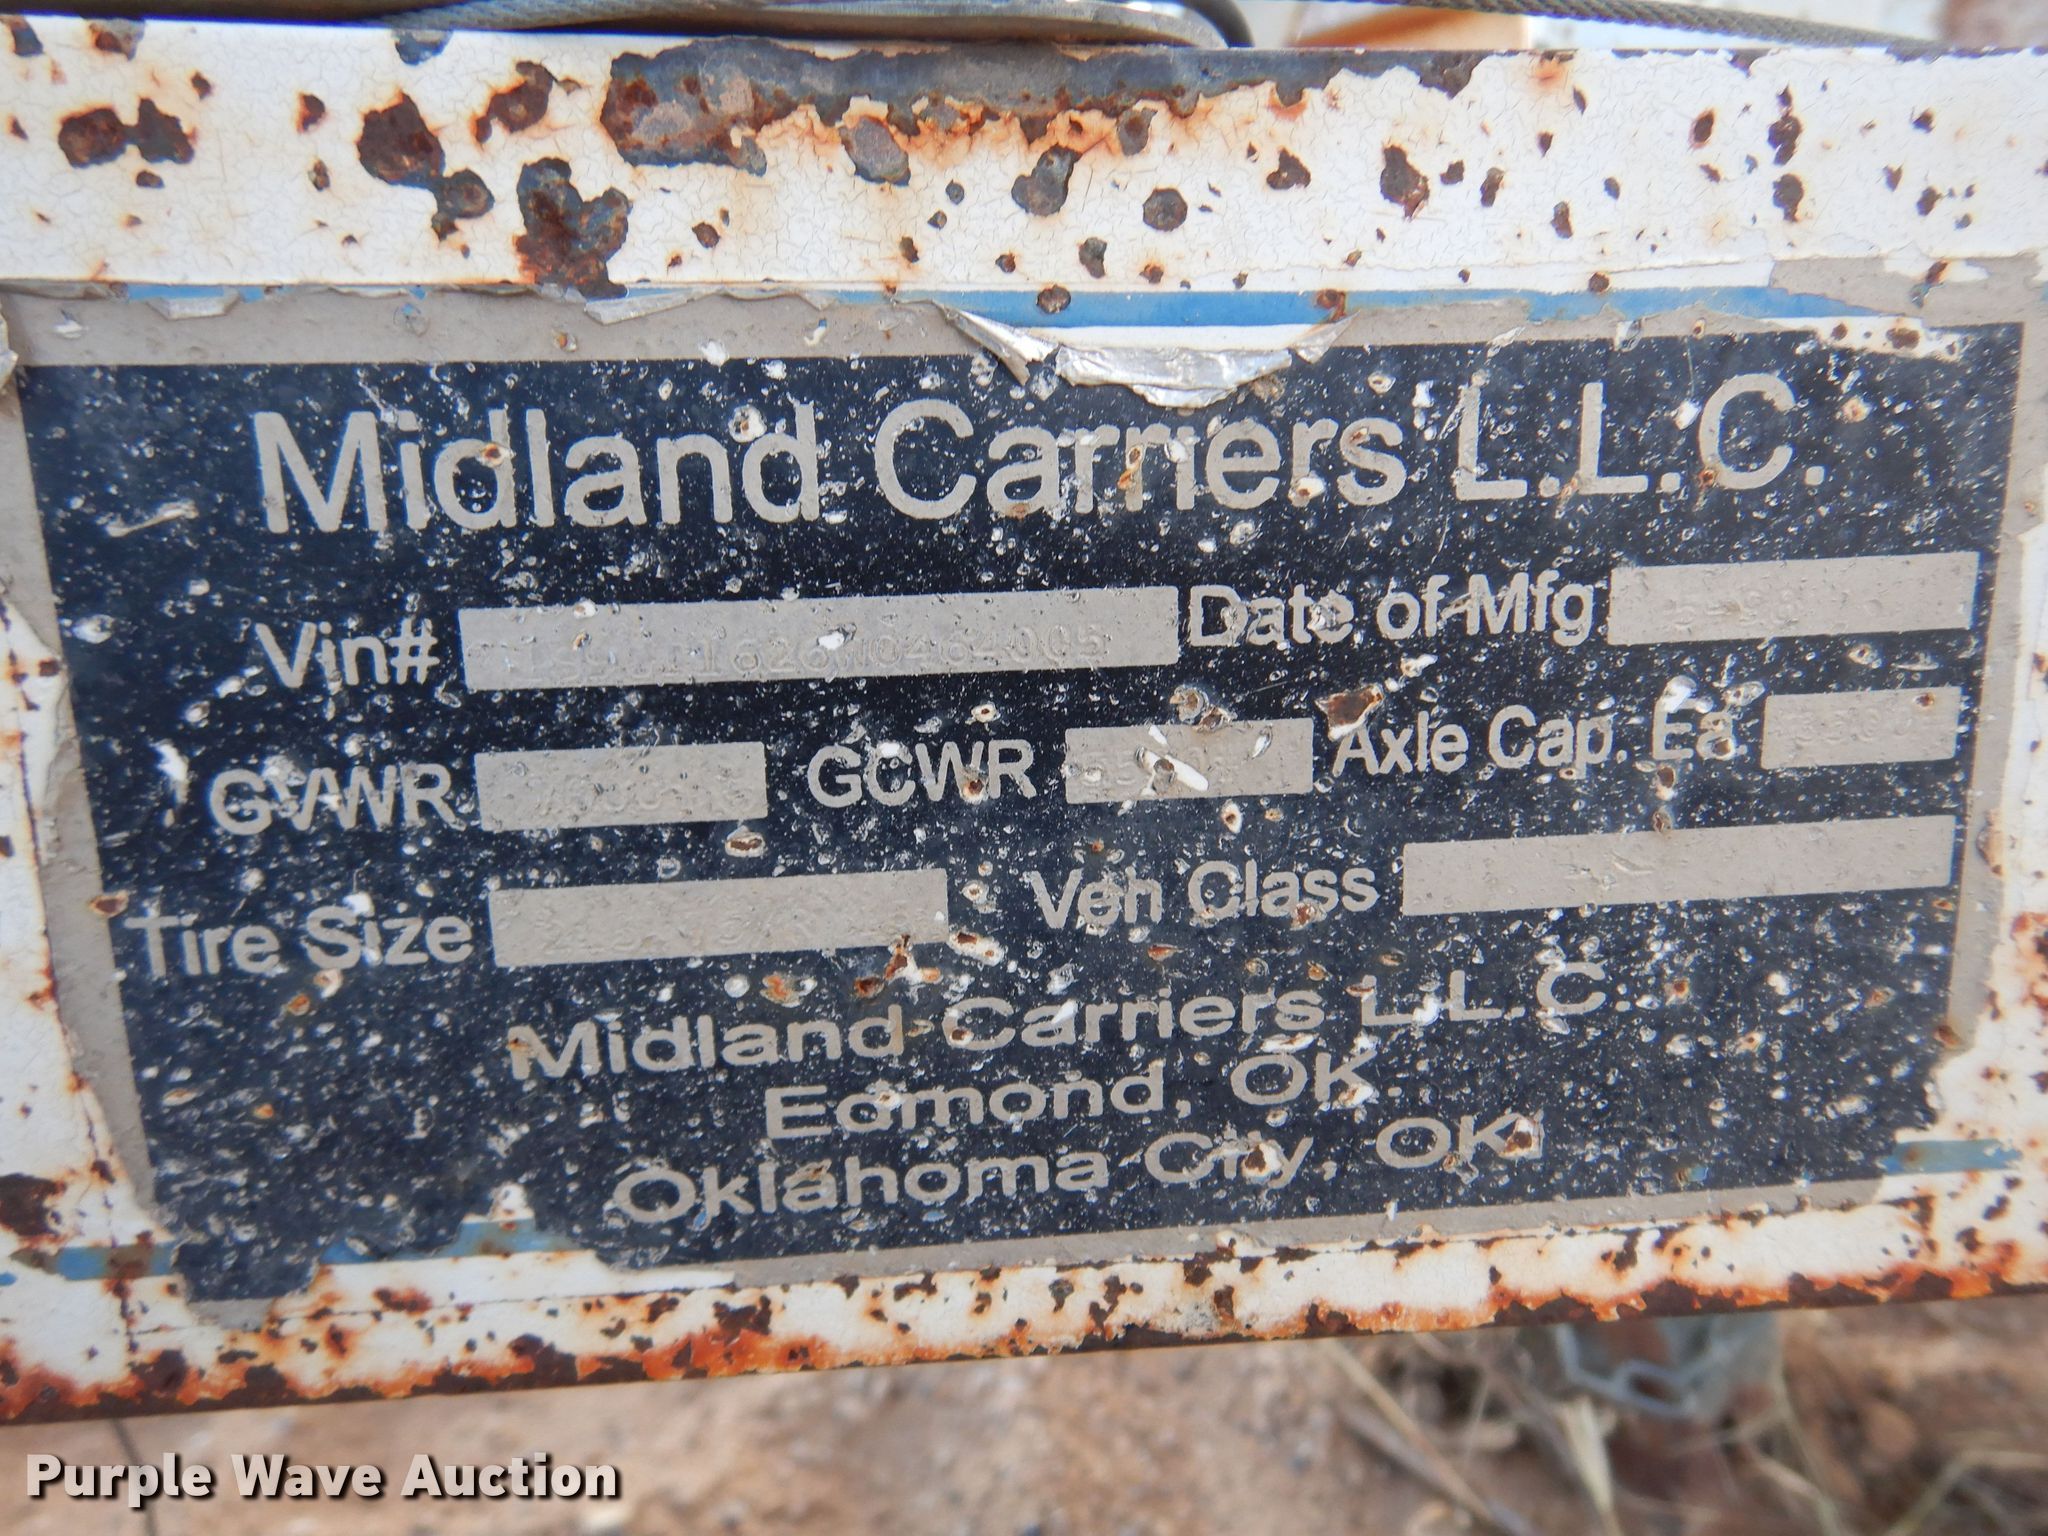 Midland Carriers L.L.C.
Vin# Date of Mfg
GVWR GCWR Axle Cap. Ea
Tire Size Veh Class
Midland Carriers L.L.C.
Edmond, OK.
Oklahoma City, OK.
Purple Wave Auction